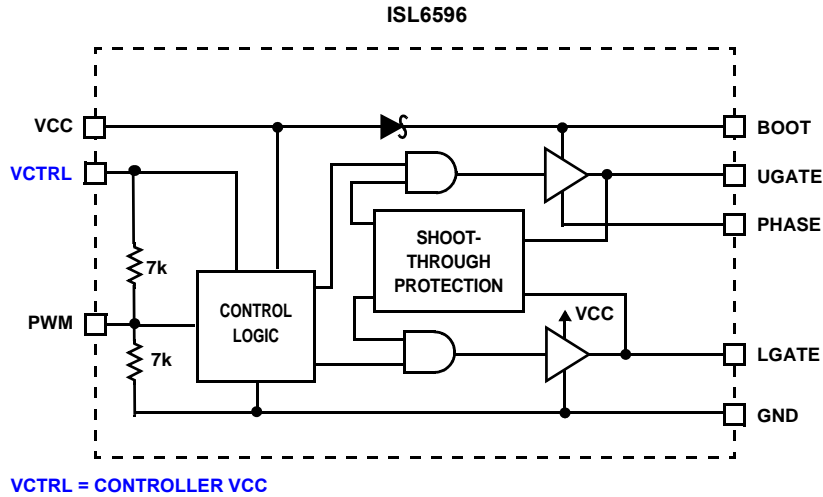 ISL6596
VCC
BOOT
VCTRL
UGATE
PHASE
SHOOT-
THROUGH
PROTECTION
7k
CONTROL
LOGIC
VCC
PWM
7k
LGATE
GND
VCTRL = CONTROLLER VCC